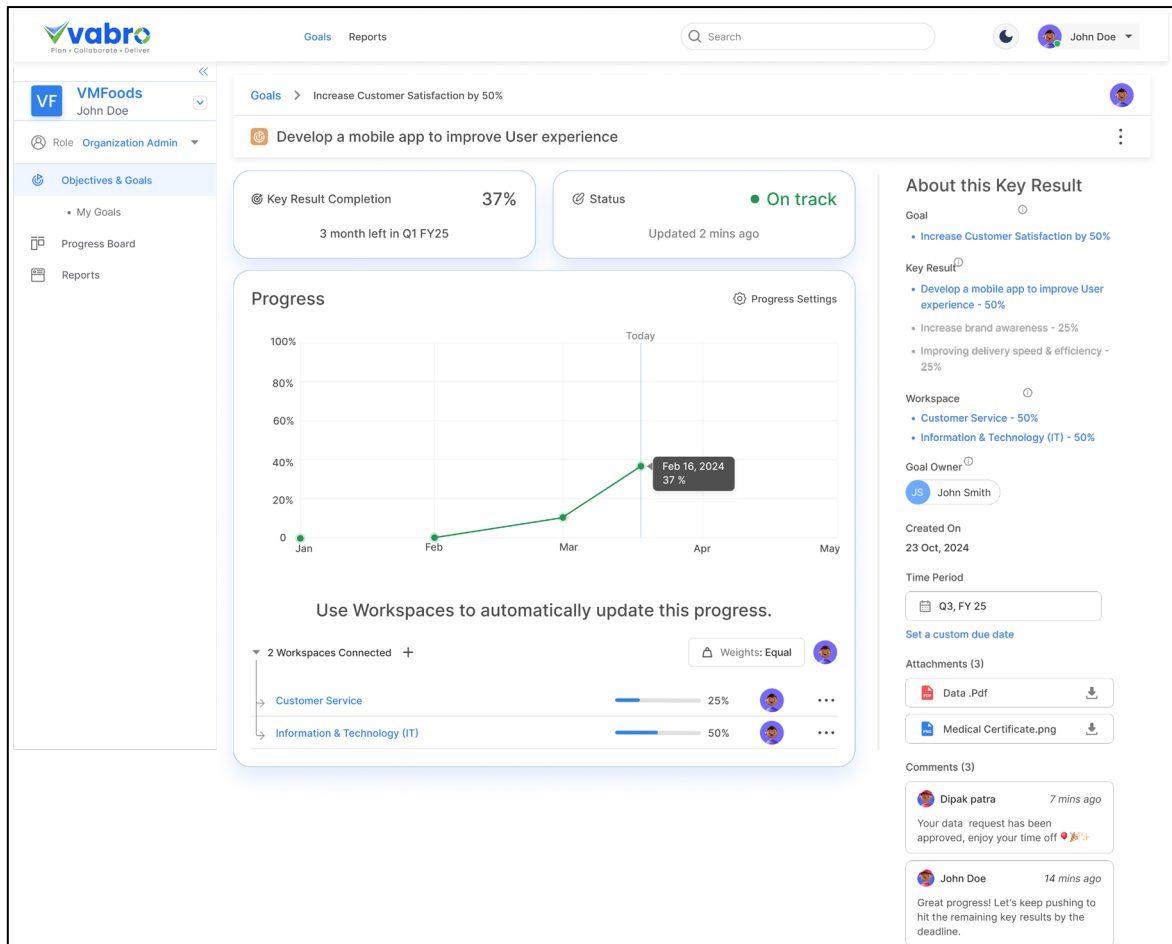 vabro
Plan • Collaborate • Deliver
Goals
Reports
Search
John Doe
VF
VMFoods
John Doe
Role Organization Admin
Objectives & Goals
• My Goals
Progress Board
Reports
Goals > Increase Customer Satisfaction by 50%
Develop a mobile app to improve User experience
Key Result Completion 37%
3 month left in Q1 FY25
Status • On track
Updated 2 mins ago
Progress
Progress Settings
Today
100%
80%
60%
40%
20%
0
Feb 16, 2024
37 %
Jan
Feb
Mar
Apr
May
Use Workspaces to automatically update this progress.
2 Workspaces Connected +
Weights: Equal
Customer Service 25%
Information & Technology (IT) 50%
About this Key Result
Goal
• Increase Customer Satisfaction by 50%
Key Result
• Develop a mobile app to improve User
experience - 50%
• Increase brand awareness - 25%
• Improving delivery speed & efficiency -
25%
Workspace
• Customer Service - 50%
• Information & Technology (IT) - 50%
Goal Owner
JS John Smith
Created On
23 Oct, 2024
Time Period
Q3, FY 25
Set a custom due date
Attachments (3)
PDF Data .Pdf
PNG Medical Certificate.png
Comments (3)
Dipak patra 7 mins ago
Your data request has been
approved, enjoy your time off 🎈🎉✨
John Doe 14 mins ago
Great progress! Let's keep pushing to
hit the remaining key results by the
deadline.